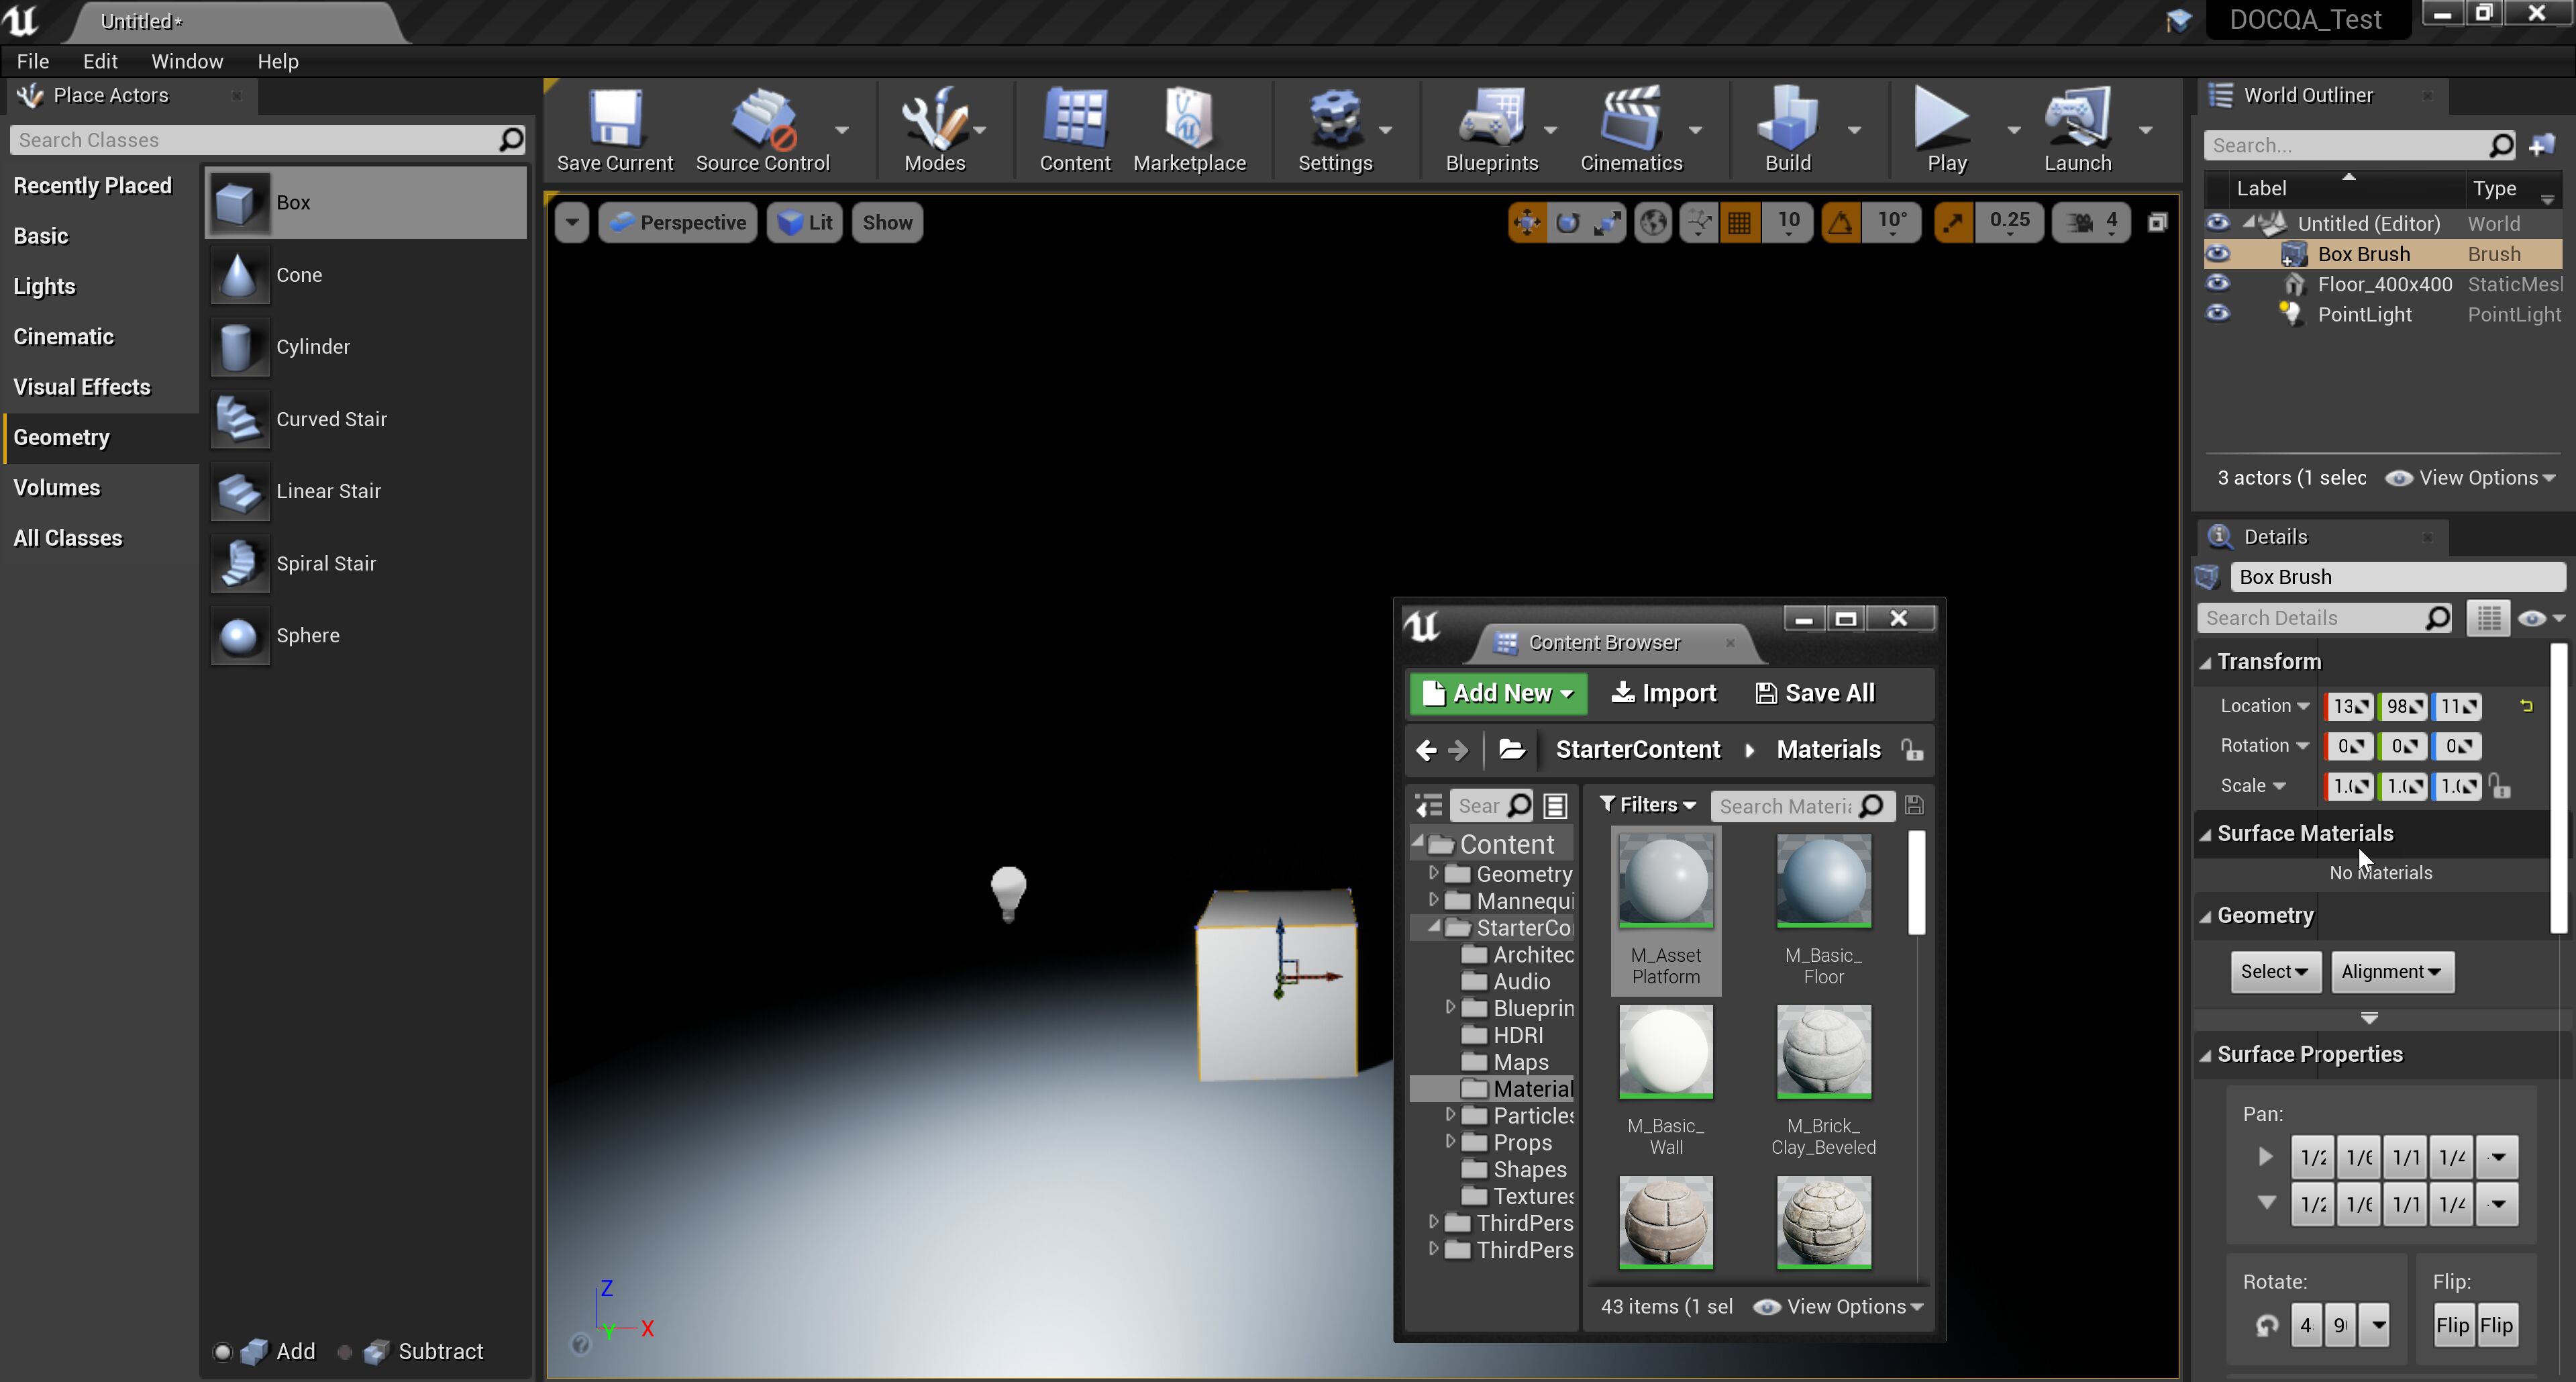 Untitled*
DOCQA_Test
File Edit Window Help
Place Actors
Search Classes
Recently Placed
Basic
Lights
Cinematic
Visual Effects
Geometry
Volumes
All Classes
Box
Cone
Cylinder
Curved Stair
Linear Stair
Spiral Stair
Sphere
Add Subtract
Save Current Source Control Modes Content Marketplace Settings Blueprints Cinematics Build Play Launch
Perspective Lit Show 10 10° 0.25 4
Z
Y X
Content Browser
Add New Import Save All
StarterContent Materials
Sear
Filters Search Materia
Content
Geometry
Mannequi
StarterCo
Architec
Audio
Blueprin
HDRI
Maps
Material
Particles
Props
Shapes
Textures
ThirdPers
ThirdPers
M_Asset
Platform
M_Basic_
Floor
M_Basic_
Wall
M_Brick_
Clay_Beveled
43 items (1 sel View Options
World Outliner
Search...
Label Type
Untitled (Editor) World
Box Brush Brush
Floor_400x400 StaticMesl
PointLight PointLight
3 actors (1 selec View Options
Details
Box Brush
Search Details
Transform
Location 13 98 11
Rotation 0 0 0
Scale 1.( 1.( 1.(
Surface Materials
No Materials
Geometry
Select Alignment
Surface Properties
Pan:
1/2 1/6 1/1 1/4
1/2 1/6 1/1 1/4
Rotate: Flip:
4 9 Flip Flip